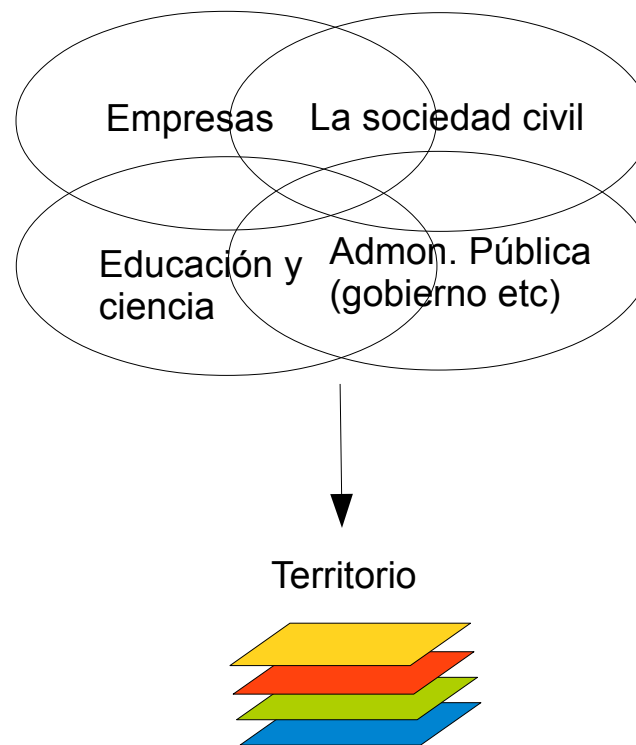 Empresas
La sociedad civil
Educación y
ciencia
Admon. Pública
(gobierno etc)
Territorio